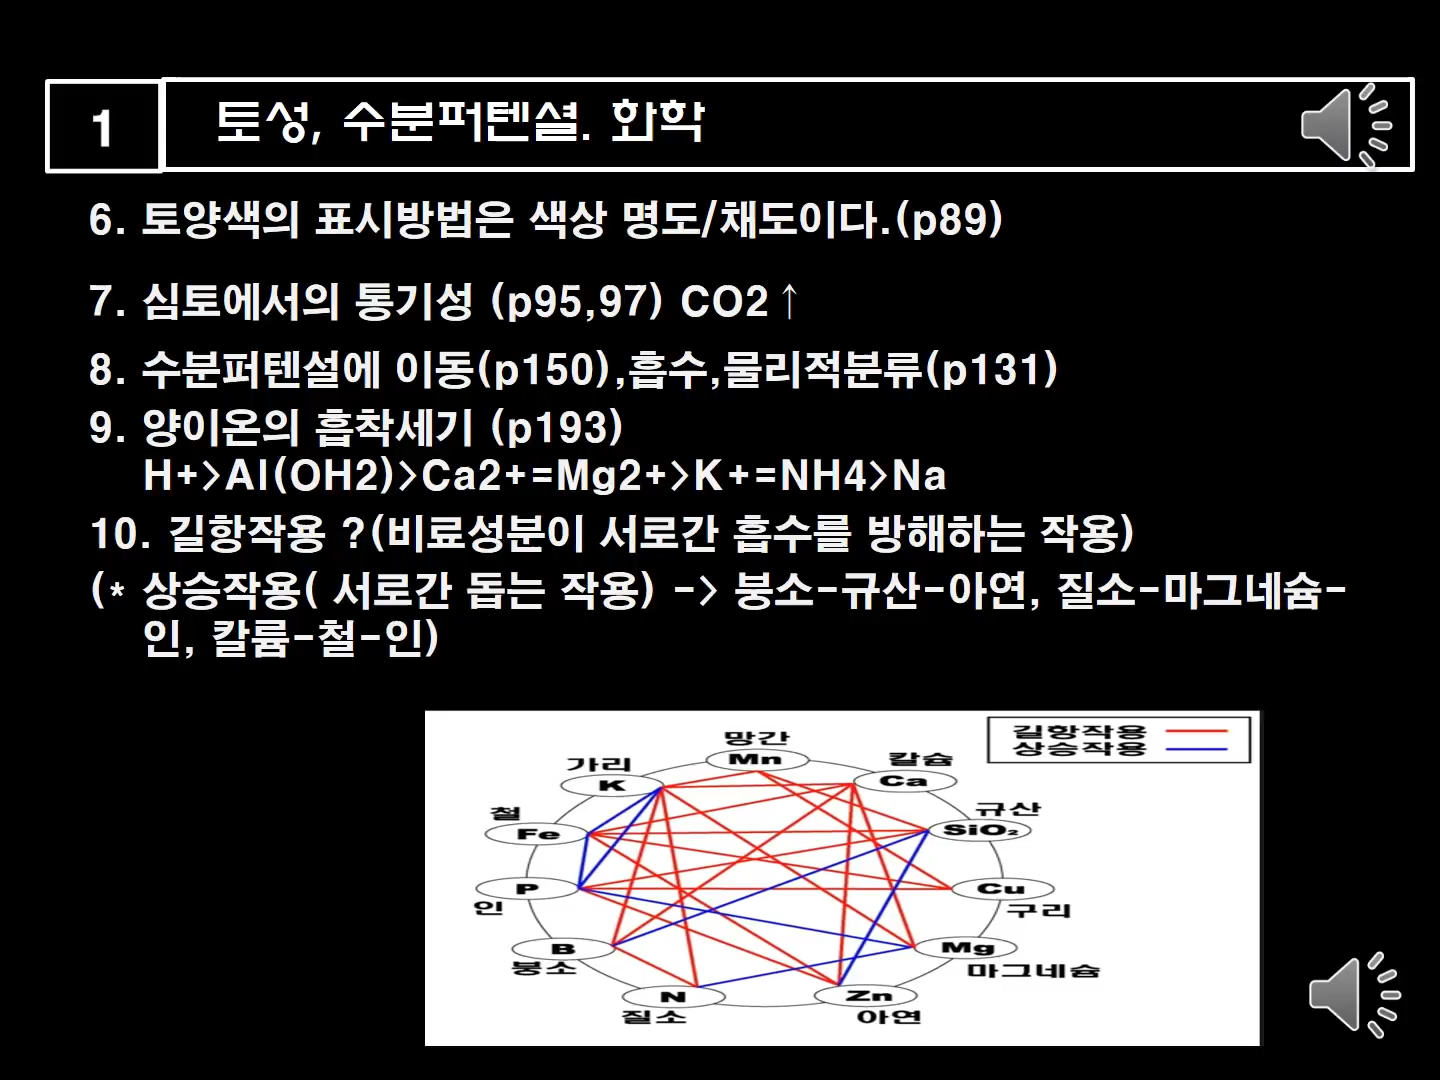 1
토성, 수분퍼텐셜. 화학
6. 토양색의 표시방법은 색상 명도/채도이다.(p89)
7. 심토에서의 통기성 (p95,97) CO2↑
8. 수분퍼텐설에 이동(p150),흡수,물리적분류(p131)
9. 양이온의 흡착세기 (p193)
H+>Al(OH2)>Ca2+=Mg2+>K+=NH4>Na
10. 길항작용 ?(비료성분이 서로간 흡수를 방해하는 작용)
(* 상승작용( 서로간 돕는 작용) -> 붕소-규산-아연, 질소-마그네슘-
인, 칼륨-철-인)
길항작용
상승작용
망간
Mn
가리
K
칼슘
Ca
철
Fe
규산
SiO₂
P
인
Cu
구리
B
붕소
Mg
마그네슘
N
질소
Zn
아연